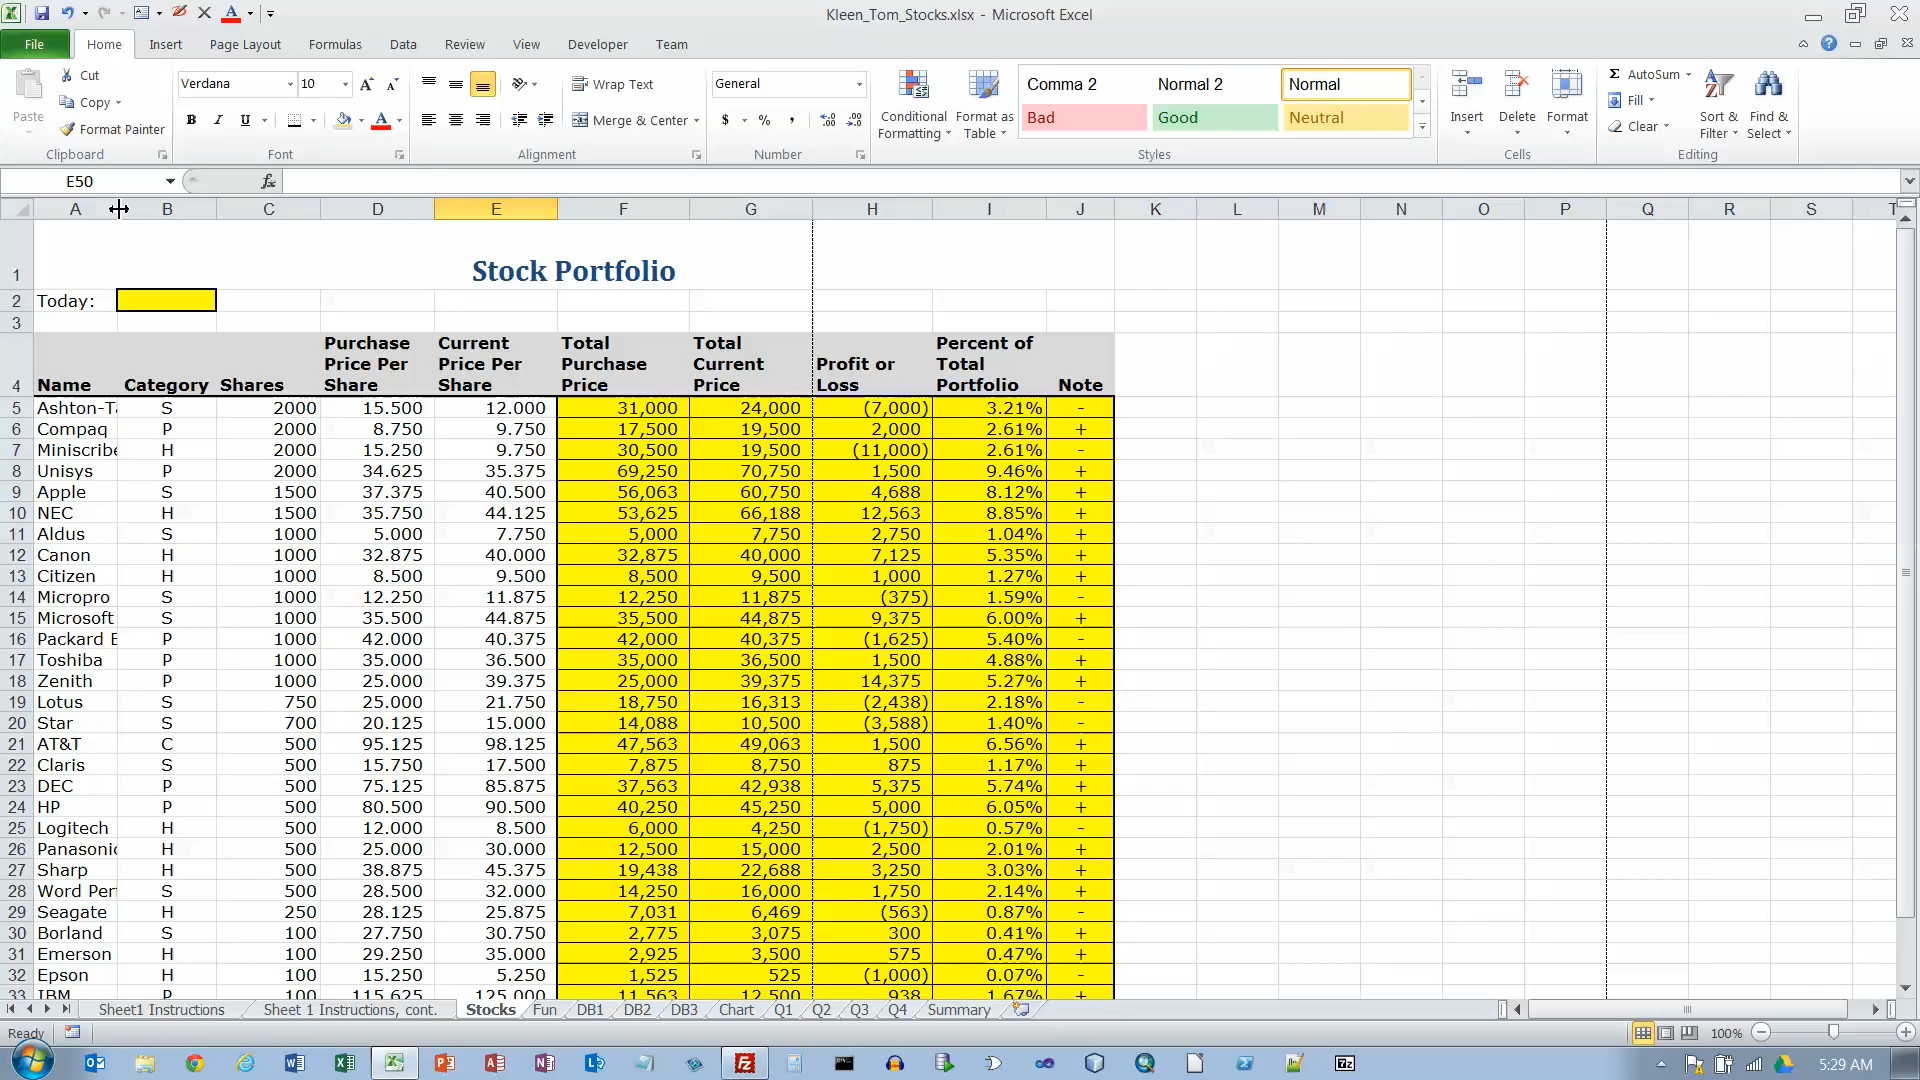 Kleen_Tom_Stocks.xlsx - Microsoft Excel
File Home Insert Page Layout Formulas Data Review View Developer Team
Cut
Copy
Paste
Format Painter
Clipboard
Verdana 10
B I U
Font
Wrap Text
Merge & Center
Alignment
General
$ % ,
Number
Conditional Formatting
Format as Table
Comma 2 Normal 2 Normal
Bad Good Neutral
Styles
Insert Delete Format
Cells
AutoSum
Fill
Clear
Sort & Filter
Find & Select
Editing
E50 fx
A B C D E F G H I J K L M N O P Q R S T
1 Stock Portfolio
2 Today:
3
4 Name Category Shares Purchase Price Per Share Current Price Per Share Total Purchase Price Total Current Price Profit or Loss Percent of Total Portfolio Note
5 Ashton-Ta S 2000 15.500 12.000 31,000 24,000 (7,000) 3.21% -
6 Compaq P 2000 8.750 9.750 17,500 19,500 2,000 2.61% +
7 Miniscribe H 2000 15.250 9.750 30,500 19,500 (11,000) 2.61% -
8 Unisys P 2000 34.625 35.375 69,250 70,750 1,500 9.46% +
9 Apple S 1500 37.375 40.500 56,063 60,750 4,688 8.12% +
10 NEC H 1500 35.750 44.125 53,625 66,188 12,563 8.85% +
11 Aldus S 1000 5.000 7.750 5,000 7,750 2,750 1.04% +
12 Canon H 1000 32.875 40.000 32,875 40,000 7,125 5.35% +
13 Citizen H 1000 8.500 9.500 8,500 9,500 1,000 1.27% +
14 Micropro S 1000 12.250 11.875 12,250 11,875 (375) 1.59% -
15 Microsoft S 1000 35.500 44.875 35,500 44,875 9,375 6.00% +
16 Packard B P 1000 42.000 40.375 42,000 40,375 (1,625) 5.40% -
17 Toshiba P 1000 35.000 36.500 35,000 36,500 1,500 4.88% +
18 Zenith P 1000 25.000 39.375 25,000 39,375 14,375 5.27% +
19 Lotus S 750 25.000 21.750 18,750 16,313 (2,438) 2.18% -
20 Star S 700 20.125 15.000 14,088 10,500 (3,588) 1.40% -
21 AT&T C 500 95.125 98.125 47,563 49,063 1,500 6.56% +
22 Claris S 500 15.750 17.500 7,875 8,750 875 1.17% +
23 DEC P 500 75.125 85.875 37,563 42,938 5,375 5.74% +
24 HP P 500 80.500 90.500 40,250 45,250 5,000 6.05% +
25 Logitech H 500 12.000 8.500 6,000 4,250 (1,750) 0.57% -
26 Panasonic H 500 25.000 30.000 12,500 15,000 2,500 2.01% +
27 Sharp H 500 38.875 45.375 19,438 22,688 3,250 3.03% +
28 Word Perf S 500 28.500 32.000 14,250 16,000 1,750 2.14% +
29 Seagate H 250 28.125 25.875 7,031 6,469 (563) 0.87% -
30 Borland S 100 27.750 30.750 2,775 3,075 300 0.41% +
31 Emerson H 100 29.250 35.000 2,925 3,500 575 0.47% +
32 Epson H 100 15.250 5.250 1,525 525 (1,000) 0.07% -
33 IBM P 100 115.625 125.000 11,563 12,500 938 1.67% +
Sheet1 Instructions Sheet 1 Instructions, cont. Stocks Fun DB1 DB2 DB3 Chart Q1 Q2 Q3 Q4 Summary
Ready 100%
5:29 AM